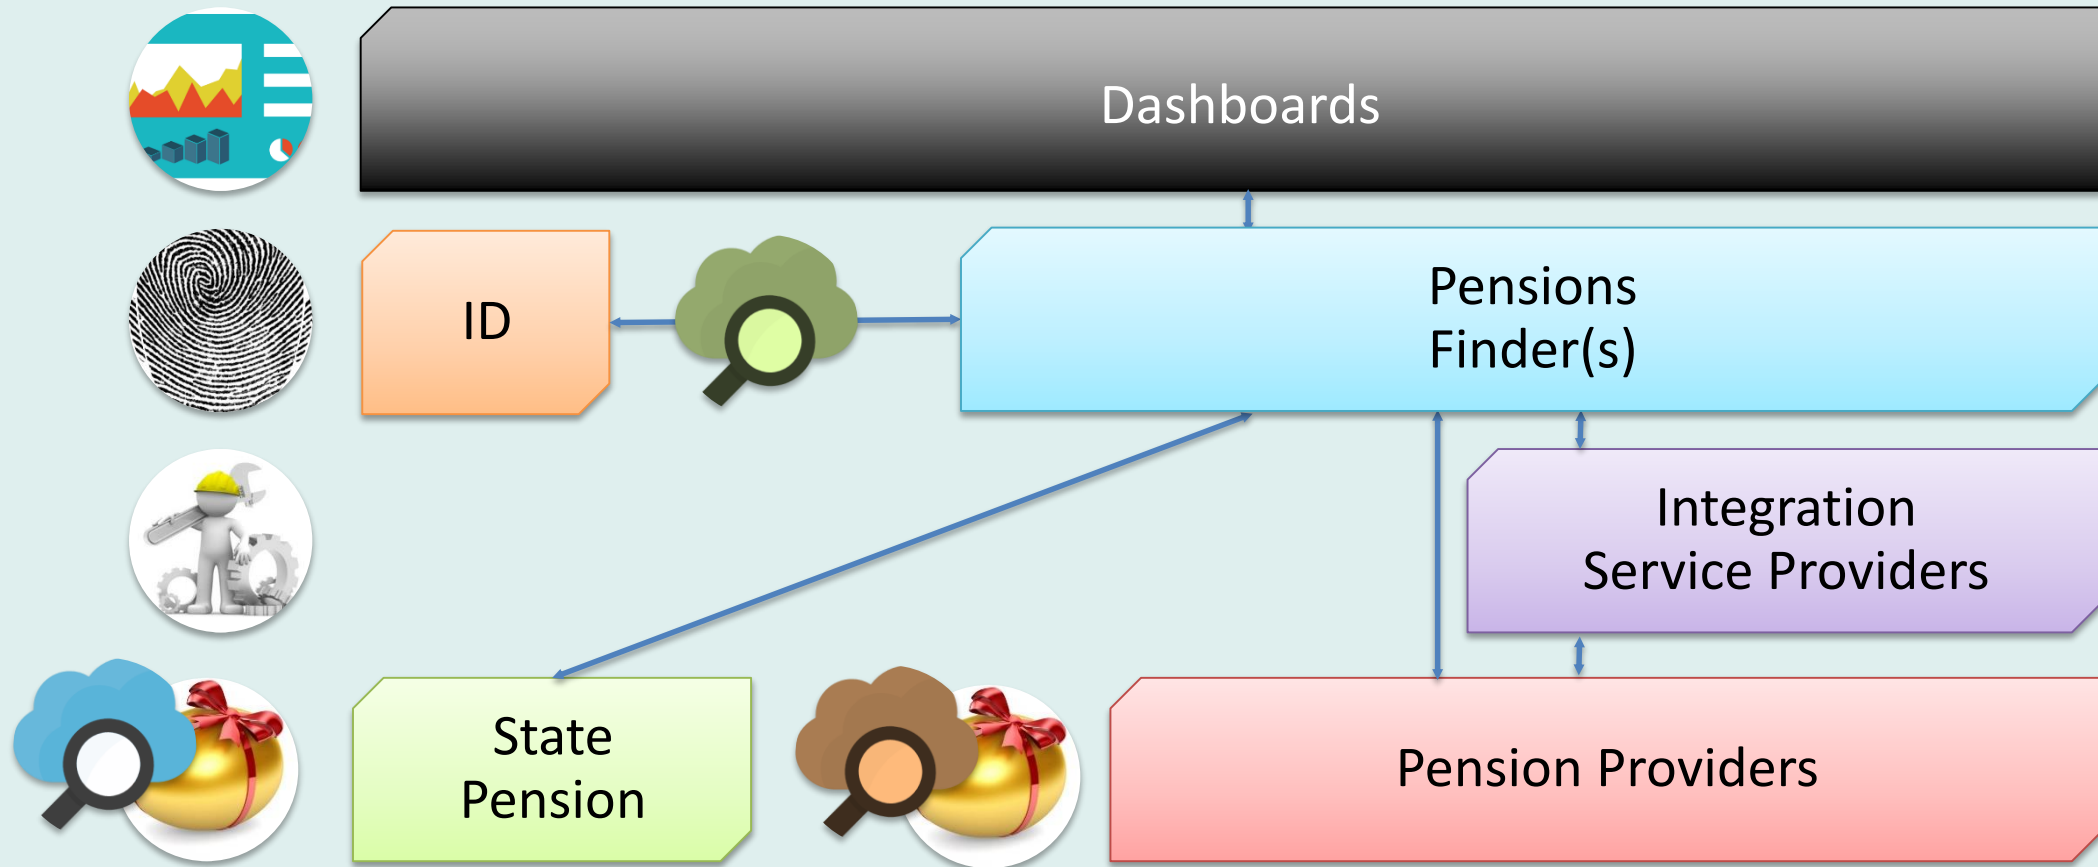 Dashboards
ID
Pensions
Finder(s)
Integration
Service Providers
State
Pension
Pension Providers